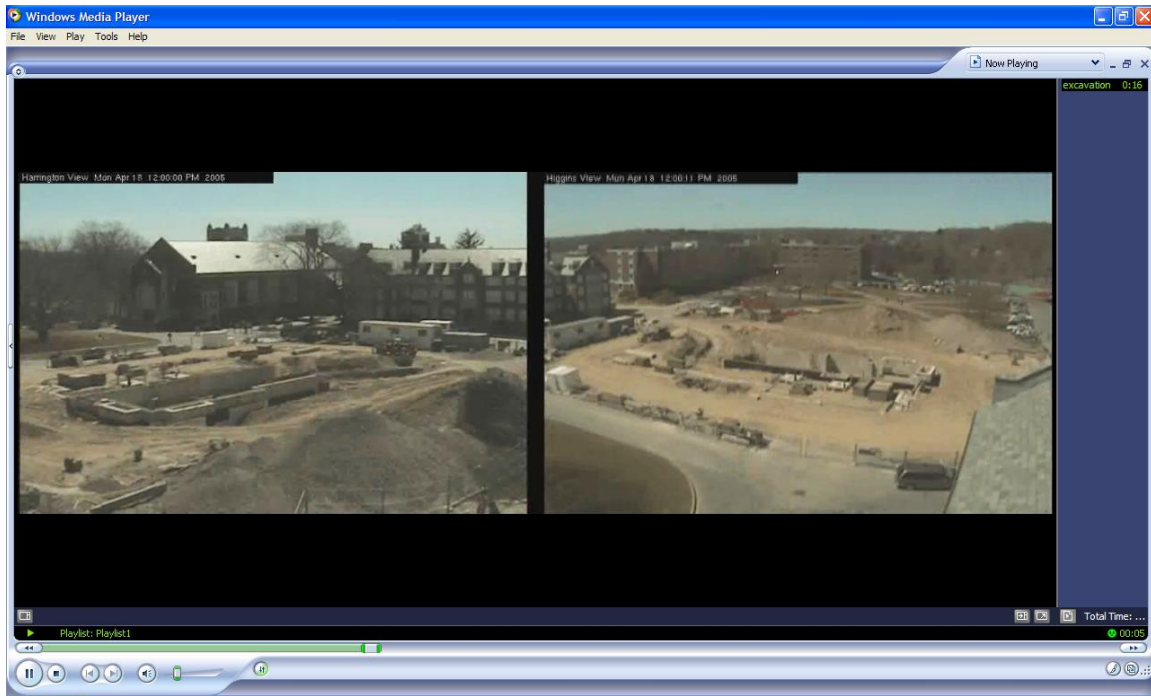 Windows Media Player
File View Play Tools Help
Now Playing
excavation 0:16
Harrington View Mon Apr 18 12:00:00 PM 2005
Higgins View Mon Apr 18 12:00:11 PM 2005
Total Time: ...
Playlist: Playlist1
00:05